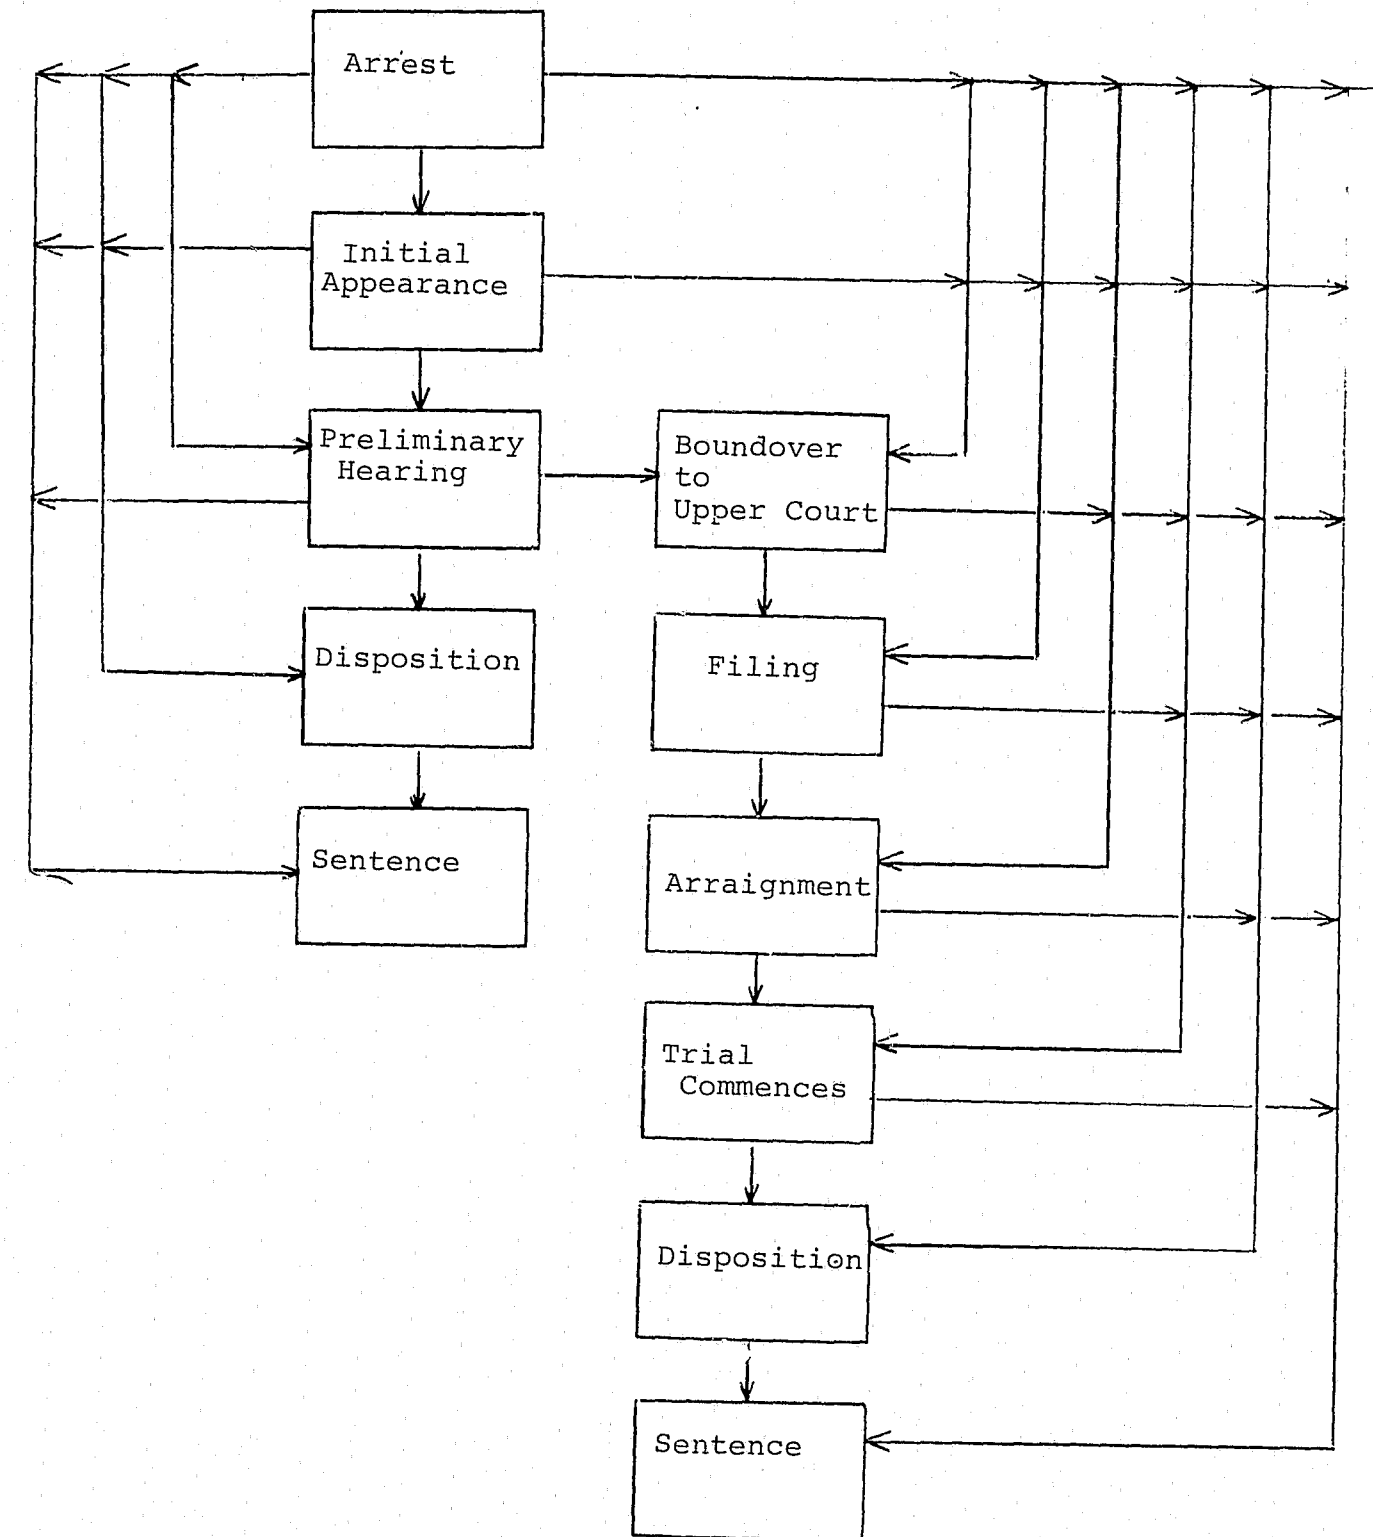 Arrest
Initial
Appearance
Preliminary
Hearing
Boundover
to
Upper Court
Disposition
Filing
Sentence
Arraignment
Trial
Commences
Disposition
Sentence